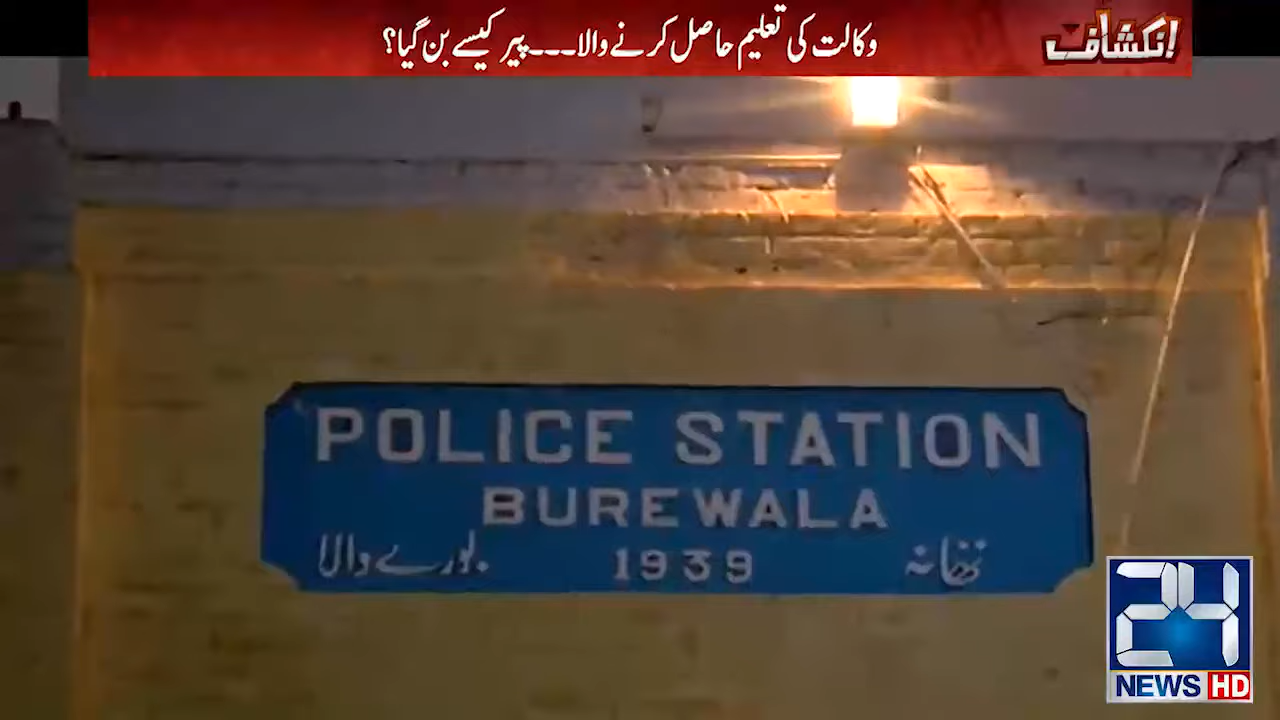 وکالت کی تعلیم حاصل کرنے والا۔۔۔پیر کیسے بن گیا؟
انکشاف
POLICE STATION
BUREWALA
تھانہ 1939 بورے والا
24
NEWS HD